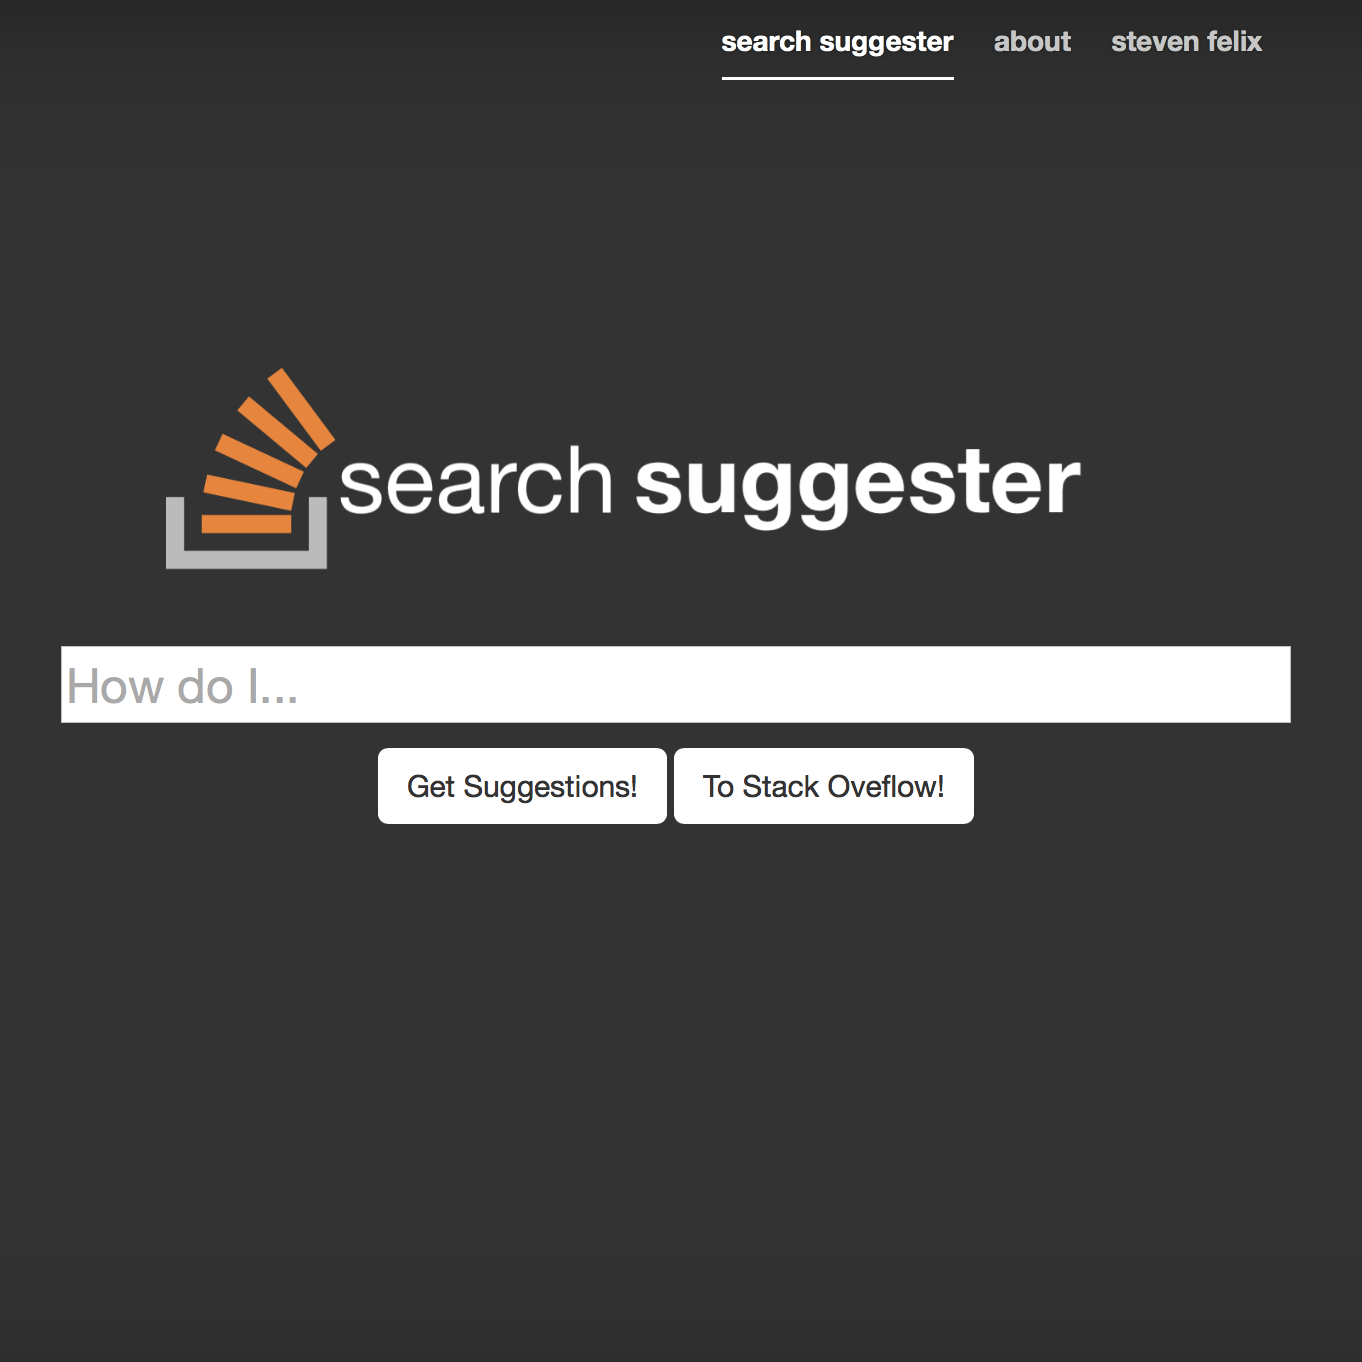 search suggester about steven felix
search suggester
How do I...
Get Suggestions! To Stack Oveflow!